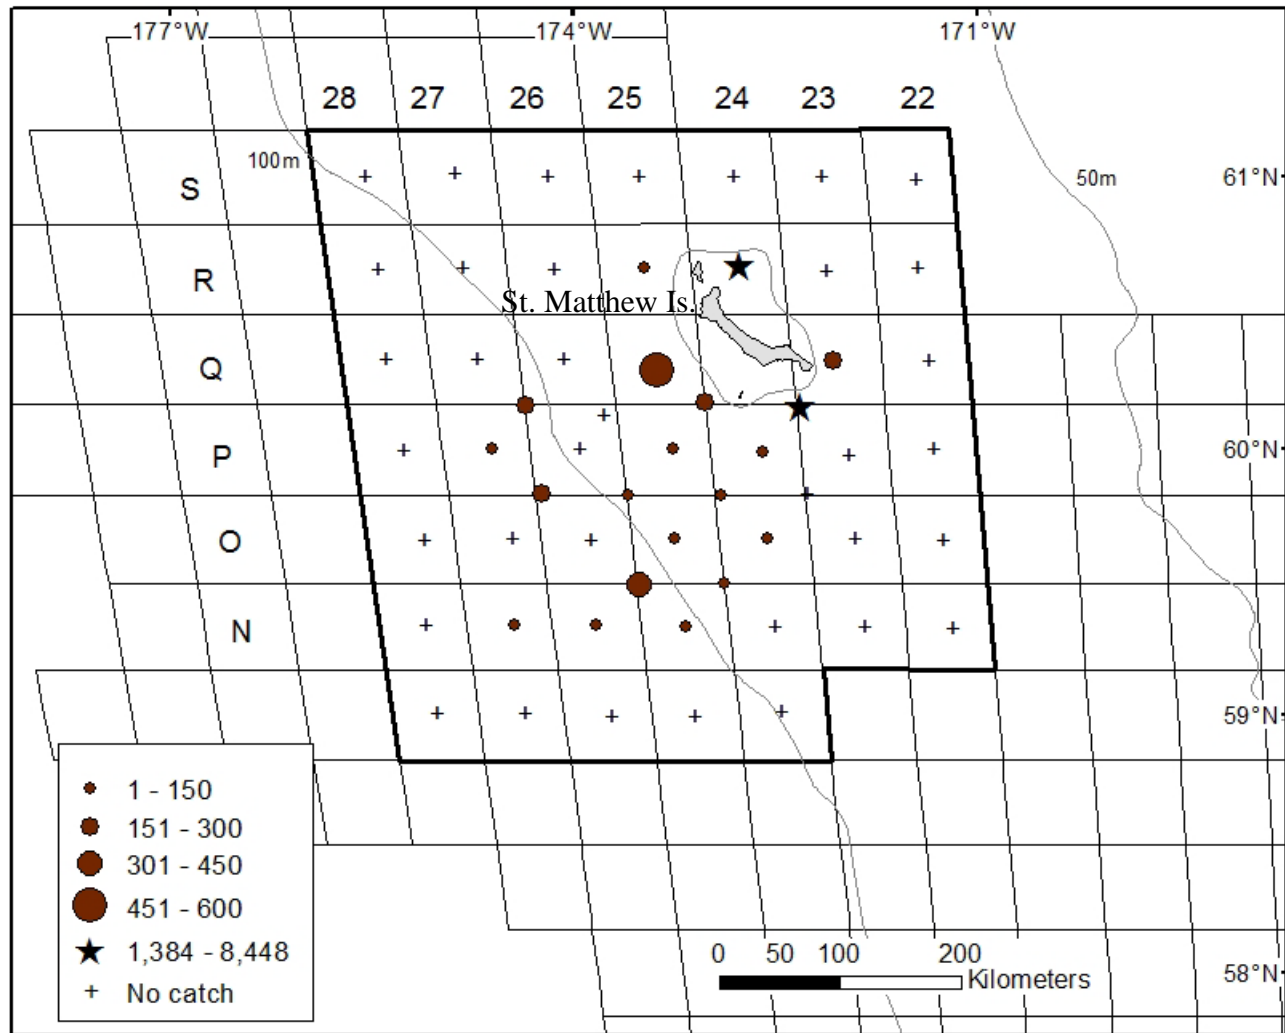 177°W 174°W 171°W
28 27 26 25 24 23 22
100m
50m
61°N
S
R
St. Matthew Is.
Q
P
60°N
O
N
59°N
1 - 150
151 - 300
301 - 450
451 - 600
1,384 - 8,448
No catch
0 50 100 200
Kilometers
58°N